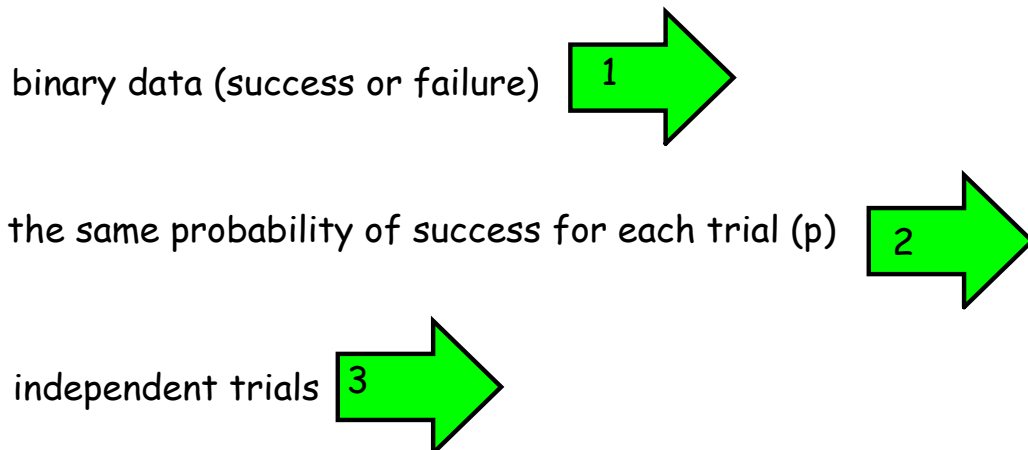 binary data (success or failure) 1
the same probability of success for each trial (p) 2
independent trials 3